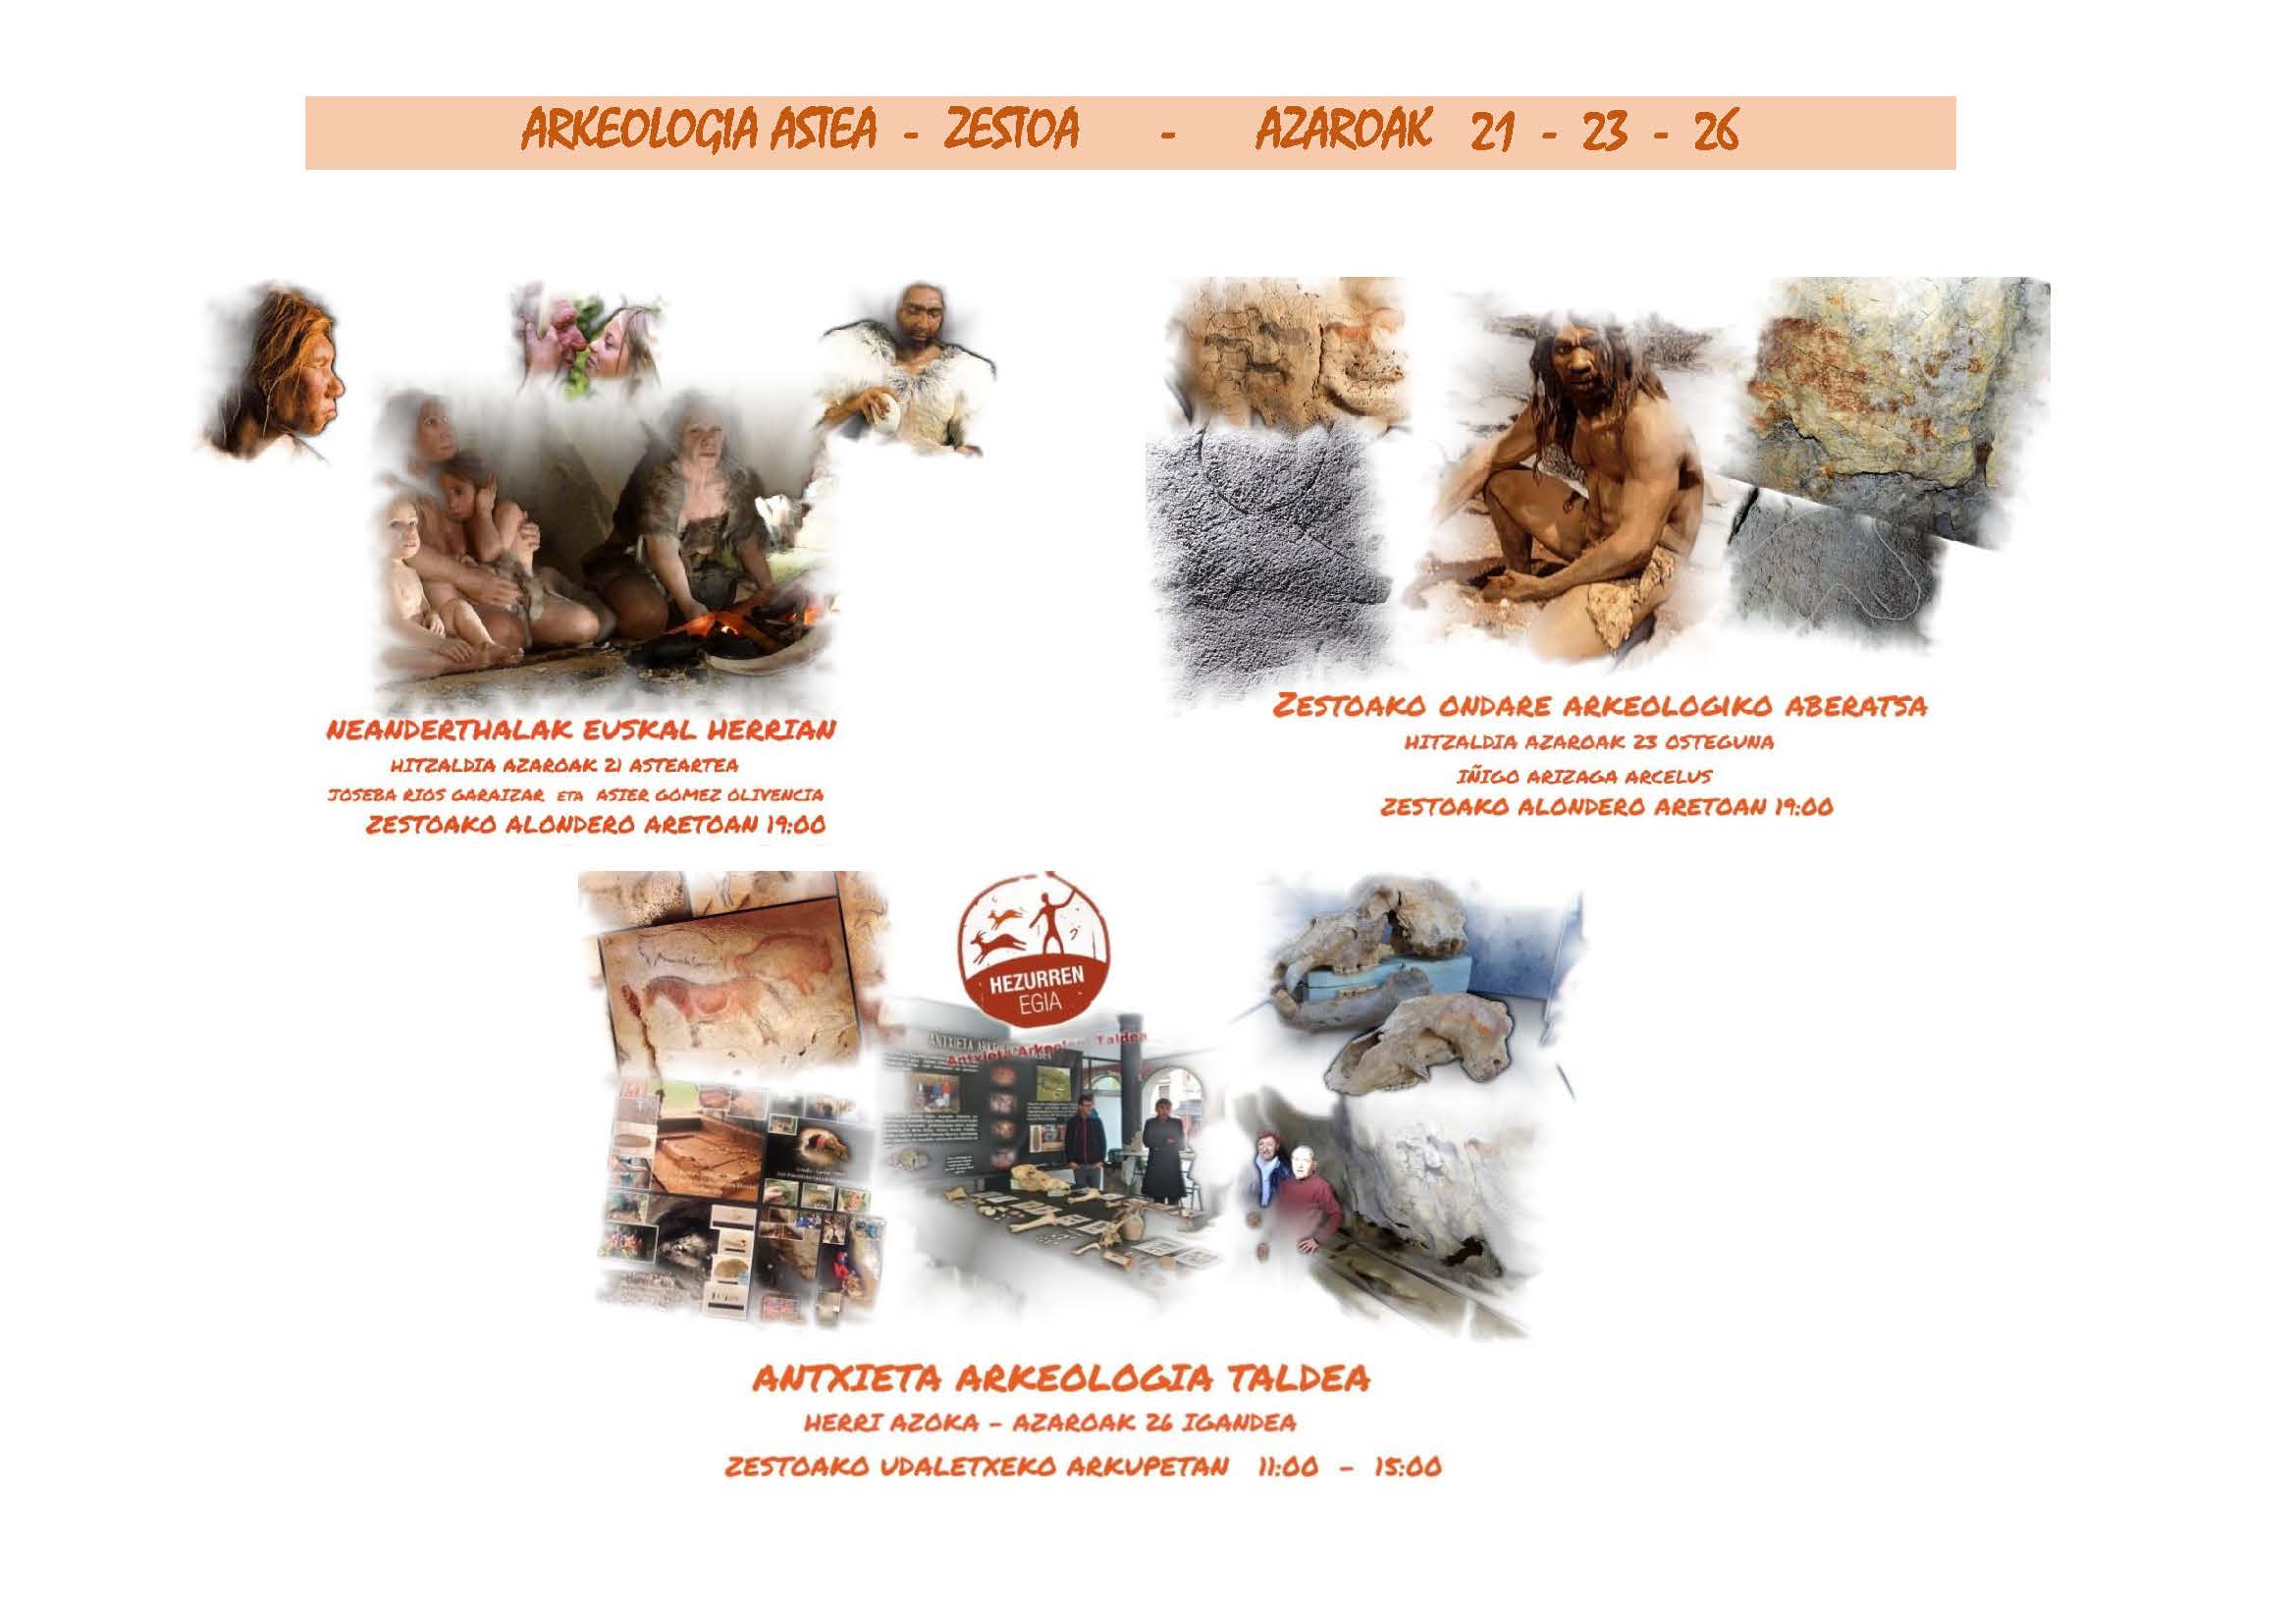 ARKEOLOGIA ASTEA - ZESTOA - AZAROAK 21 - 23 - 26
NEANDERTHALAK EUSKAL HERRIAN
HITZALDIA AZAROAK 21 ASTEARTEA
JOSEBA RIOS GARAIZAR ETA ASIER GOMEZ OLIVENCIA
ZESTOAKO ALONDERO ARETOAN 19:00
ZESTOAKO ONDARE ARKEOLOGIKO ABERATSA
HITZALDIA AZAROAK 23 OSTEGUNA
IÑIGO ARIZAGA ARCELUS
ZESTOAKO ALONDERO ARETOAN 19:00
HEZURREN
EGIA
ANTXIETA
Antxieta Taldea
ANTXIETA ARKEOLOGIA TALDEA
HERRI AZOKA - AZAROAK 26 IGANDEA
ZESTOAKO UDALETXEKO ARKUPETAN 11:00 - 15:00